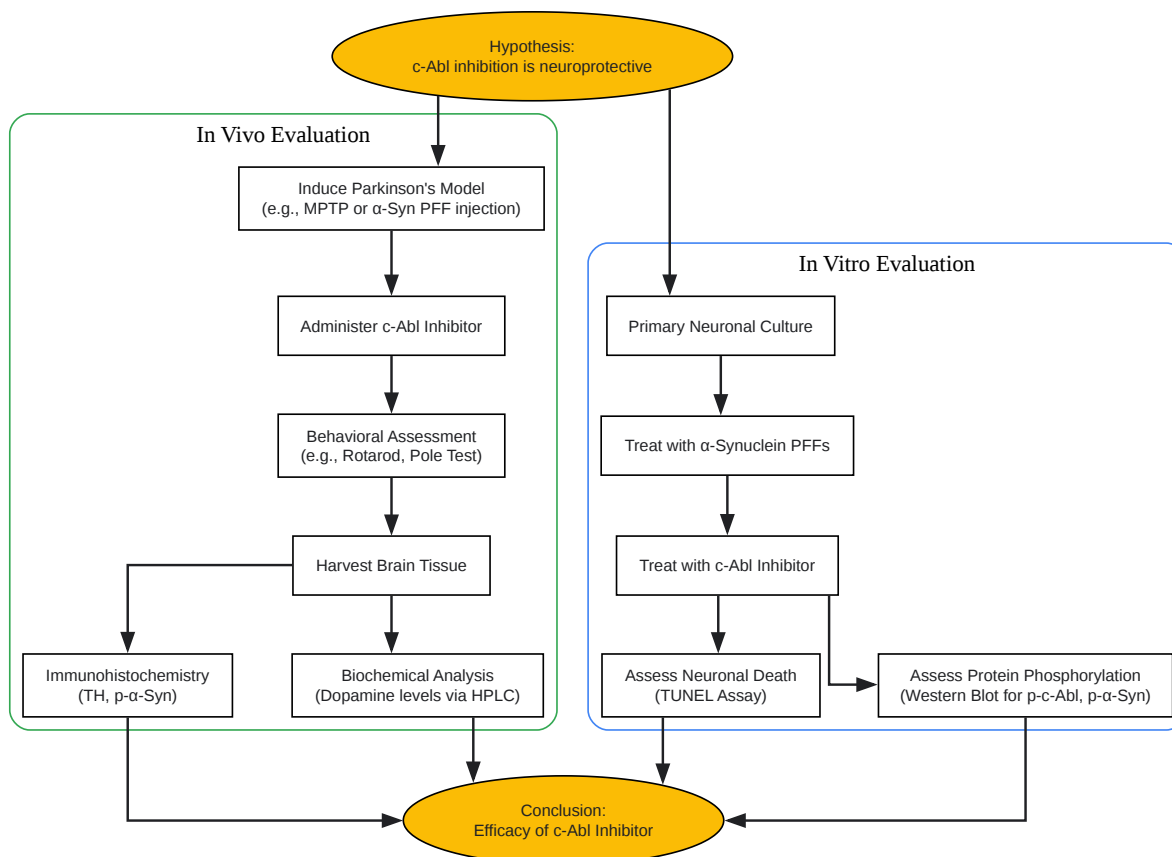 Hypothesis:
c-Abl inhibition is neuroprotective
In Vivo Evaluation
Induce Parkinson's Model
(e.g., MPTP or α-Syn PFF injection)
Administer c-Abl Inhibitor
Behavioral Assessment
(e.g., Rotarod, Pole Test)
Harvest Brain Tissue
Immunohistochemistry
(TH, p-α-Syn)
Biochemical Analysis
(Dopamine levels via HPLC)
In Vitro Evaluation
Primary Neuronal Culture
Treat with α-Synuclein PFFs
Treat with c-Abl Inhibitor
Assess Neuronal Death
(TUNEL Assay)
Assess Protein Phosphorylation
(Western Blot for p-c-Abl, p-α-Syn)
Conclusion:
Efficacy of c-Abl Inhibitor